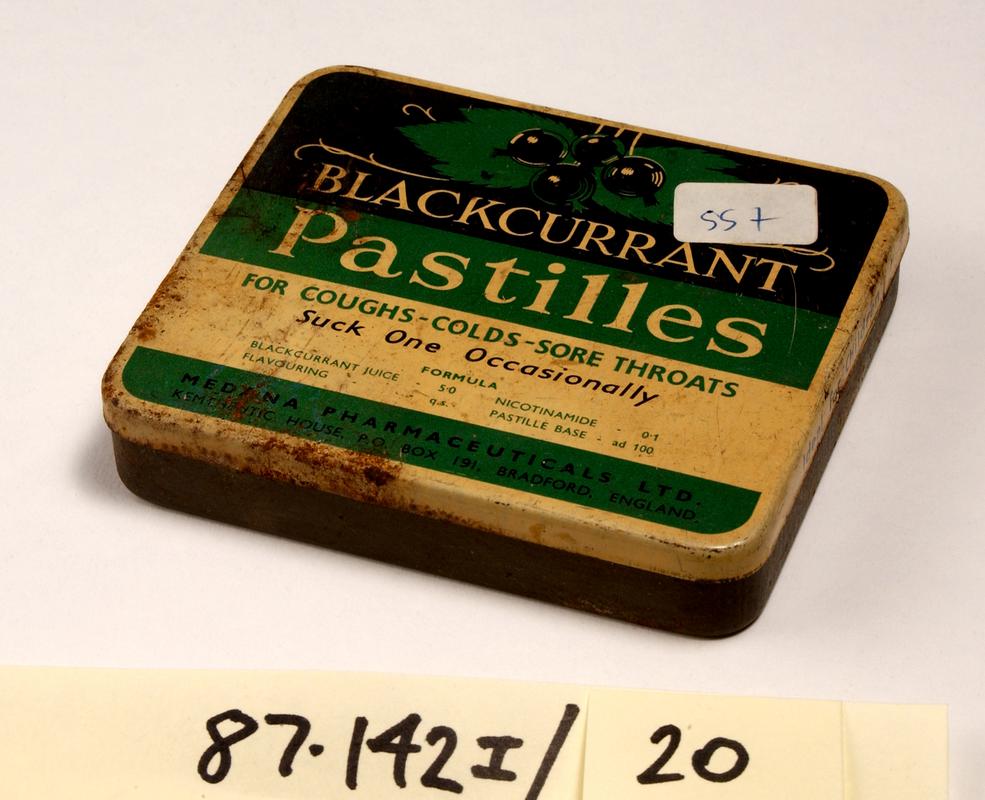 BLACKCURRANT
557
Pastilles
FOR COUGHS-COLDS-SORE THROATS
Suck One Occasionally
FORMULA
BLACKCURRANT JUICE - 5·0
FLAVOURING - q.s.
NICOTINAMIDE - 0·1
PASTILLE BASE - ad 100
PHARMACEUTICALS LTD.
HOUSE, P.O. BOX 191, BRADFORD, ENGLAND.
87.142I/ 20